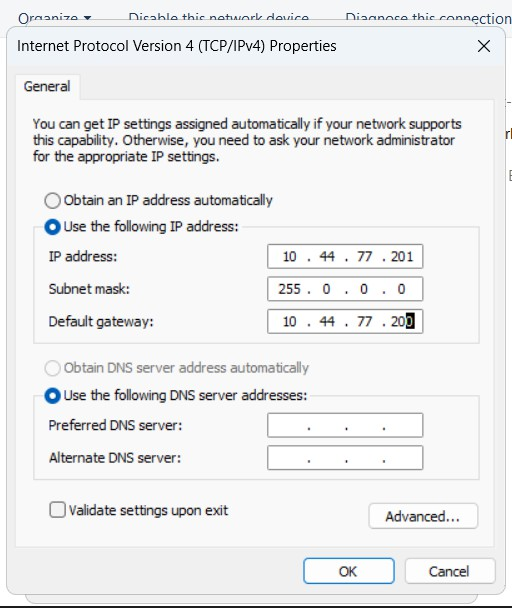 Organize Disable this network device Diagnose this connection
Internet Protocol Version 4 (TCP/IPv4) Properties
General
You can get IP settings assigned automatically if your network supports
this capability. Otherwise, you need to ask your network administrator
for the appropriate IP settings.
Obtain an IP address automatically
Use the following IP address:
IP address: 10 . 44 . 77 . 201
Subnet mask: 255 . 0 . 0 . 0
Default gateway: 10 . 44 . 77 . 200
Obtain DNS server address automatically
Use the following DNS server addresses:
Preferred DNS server: . . .
Alternate DNS server: . . .
Validate settings upon exit
Advanced...
OK Cancel